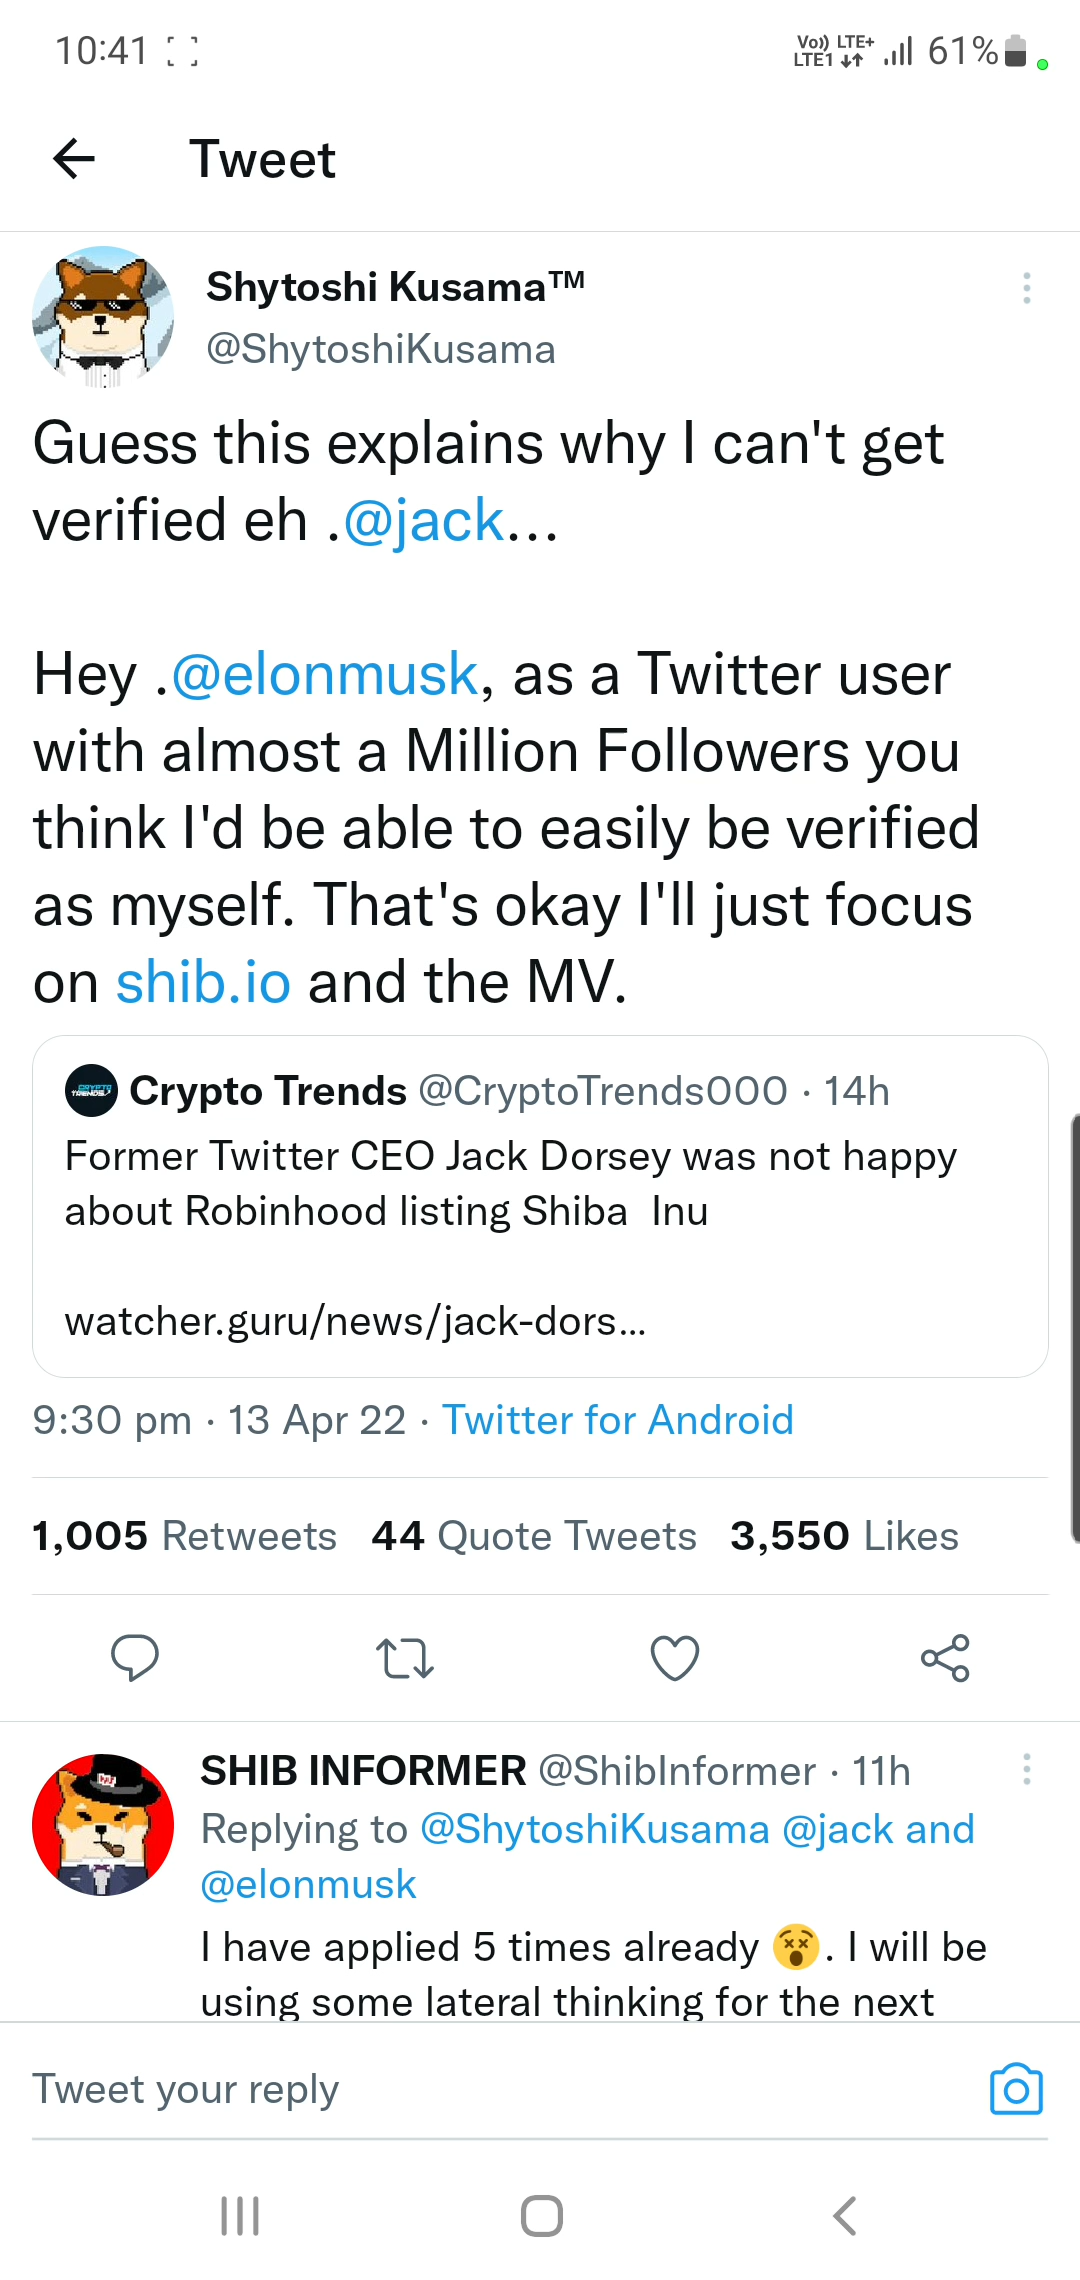 10:41
Vo)) LTE+
LTE1
61%
Tweet
Shytoshi Kusama™
@ShytoshiKusama
Guess this explains why I can't get
verified eh .@jack...
Hey .@elonmusk, as a Twitter user
with almost a Million Followers you
think I'd be able to easily be verified
as myself. That's okay I'll just focus
on shib.io and the MV.
CRYPTO
TRENDS
Crypto Trends @CryptoTrends000 · 14h
Former Twitter CEO Jack Dorsey was not happy
about Robinhood listing Shiba  Inu
watcher.guru/news/jack-dors...
9:30 pm · 13 Apr 22 · Twitter for Android
1,005 Retweets 44 Quote Tweets 3,550 Likes
SHIB INFORMER @ShibInformer · 11h
Replying to @ShytoshiKusama @jack and
@elonmusk
I have applied 5 times already 😵. I will be
using some lateral thinking for the next
Tweet your reply